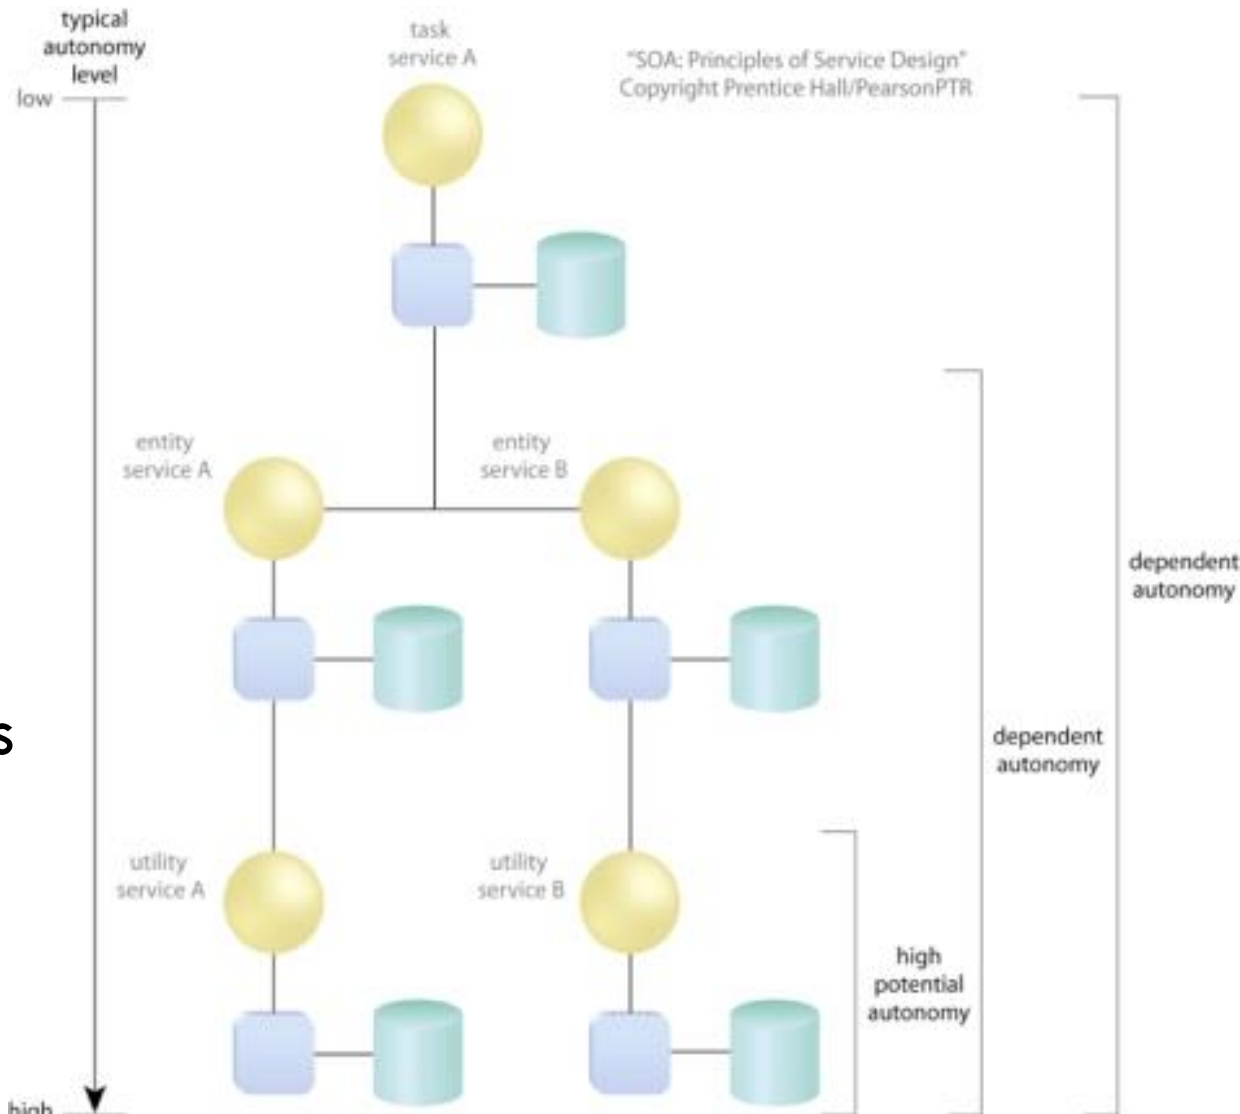 typical
autonomy
level
low
task
service A
"SOA: Principles of Service Design"
Copyright Prentice Hall/PearsonPTR
entity
service A
entity
service B
dependent
autonomy
s
dependent
autonomy
utility
service A
utility
service B
high
potential
autonomy
high